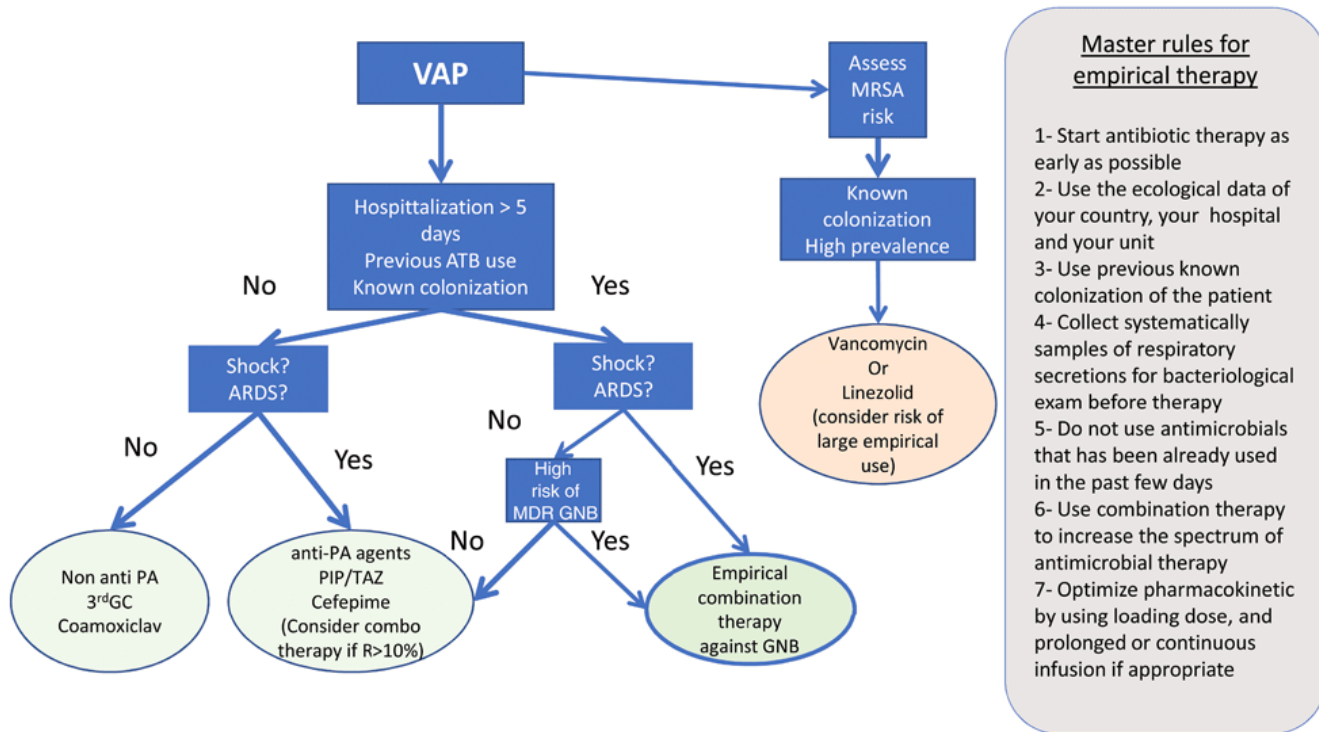 VAP
Assess
MRSA
risk
Hospittalization > 5
days
Previous ATB use
Known colonization
Known
colonization
High prevalence
No
Yes
Shock?
ARDS?
Shock?
ARDS?
Vancomycin
Or
Linezolid
(consider risk of
large empirical
use)
No
Yes
No
Yes
High
risk of
MDR GNB
No
Yes
Non anti PA
3rdGC
Coamoxiclav
anti-PA agents
PIP/TAZ
Cefepime
(Consider combo
therapy if R>10%)
Empirical
combination
therapy
against GNB
Master rules for
empirical therapy
1- Start antibiotic therapy as
early as possible
2- Use the ecological data of
your country, your hospital
and your unit
3- Use previous known
colonization of the patient
4- Collect systematically
samples of respiratory
secretions for bacteriological
exam before therapy
5- Do not use antimicrobials
that has been already used
in the past few days
6- Use combination therapy
to increase the spectrum of
antimicrobial therapy
7- Optimize pharmacokinetic
by using loading dose, and
prolonged or continuous
infusion if appropriate